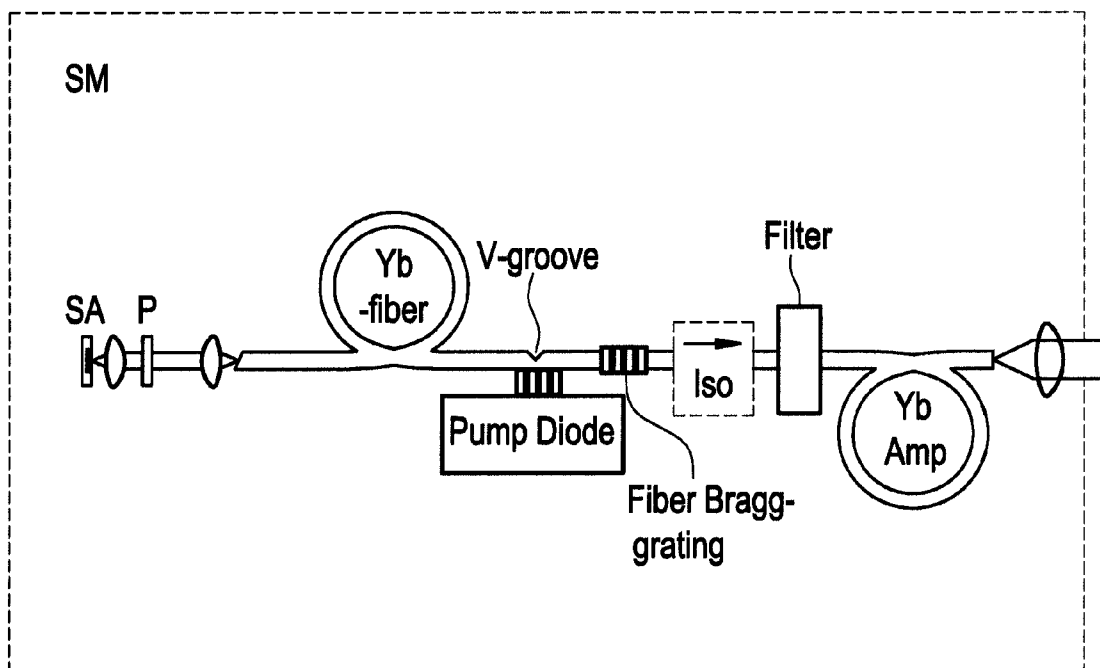 SM
Filter
V-groove
Yb
-fiber
SA P
Iso
Pump Diode
Yb
Amp
Fiber Bragg-
grating